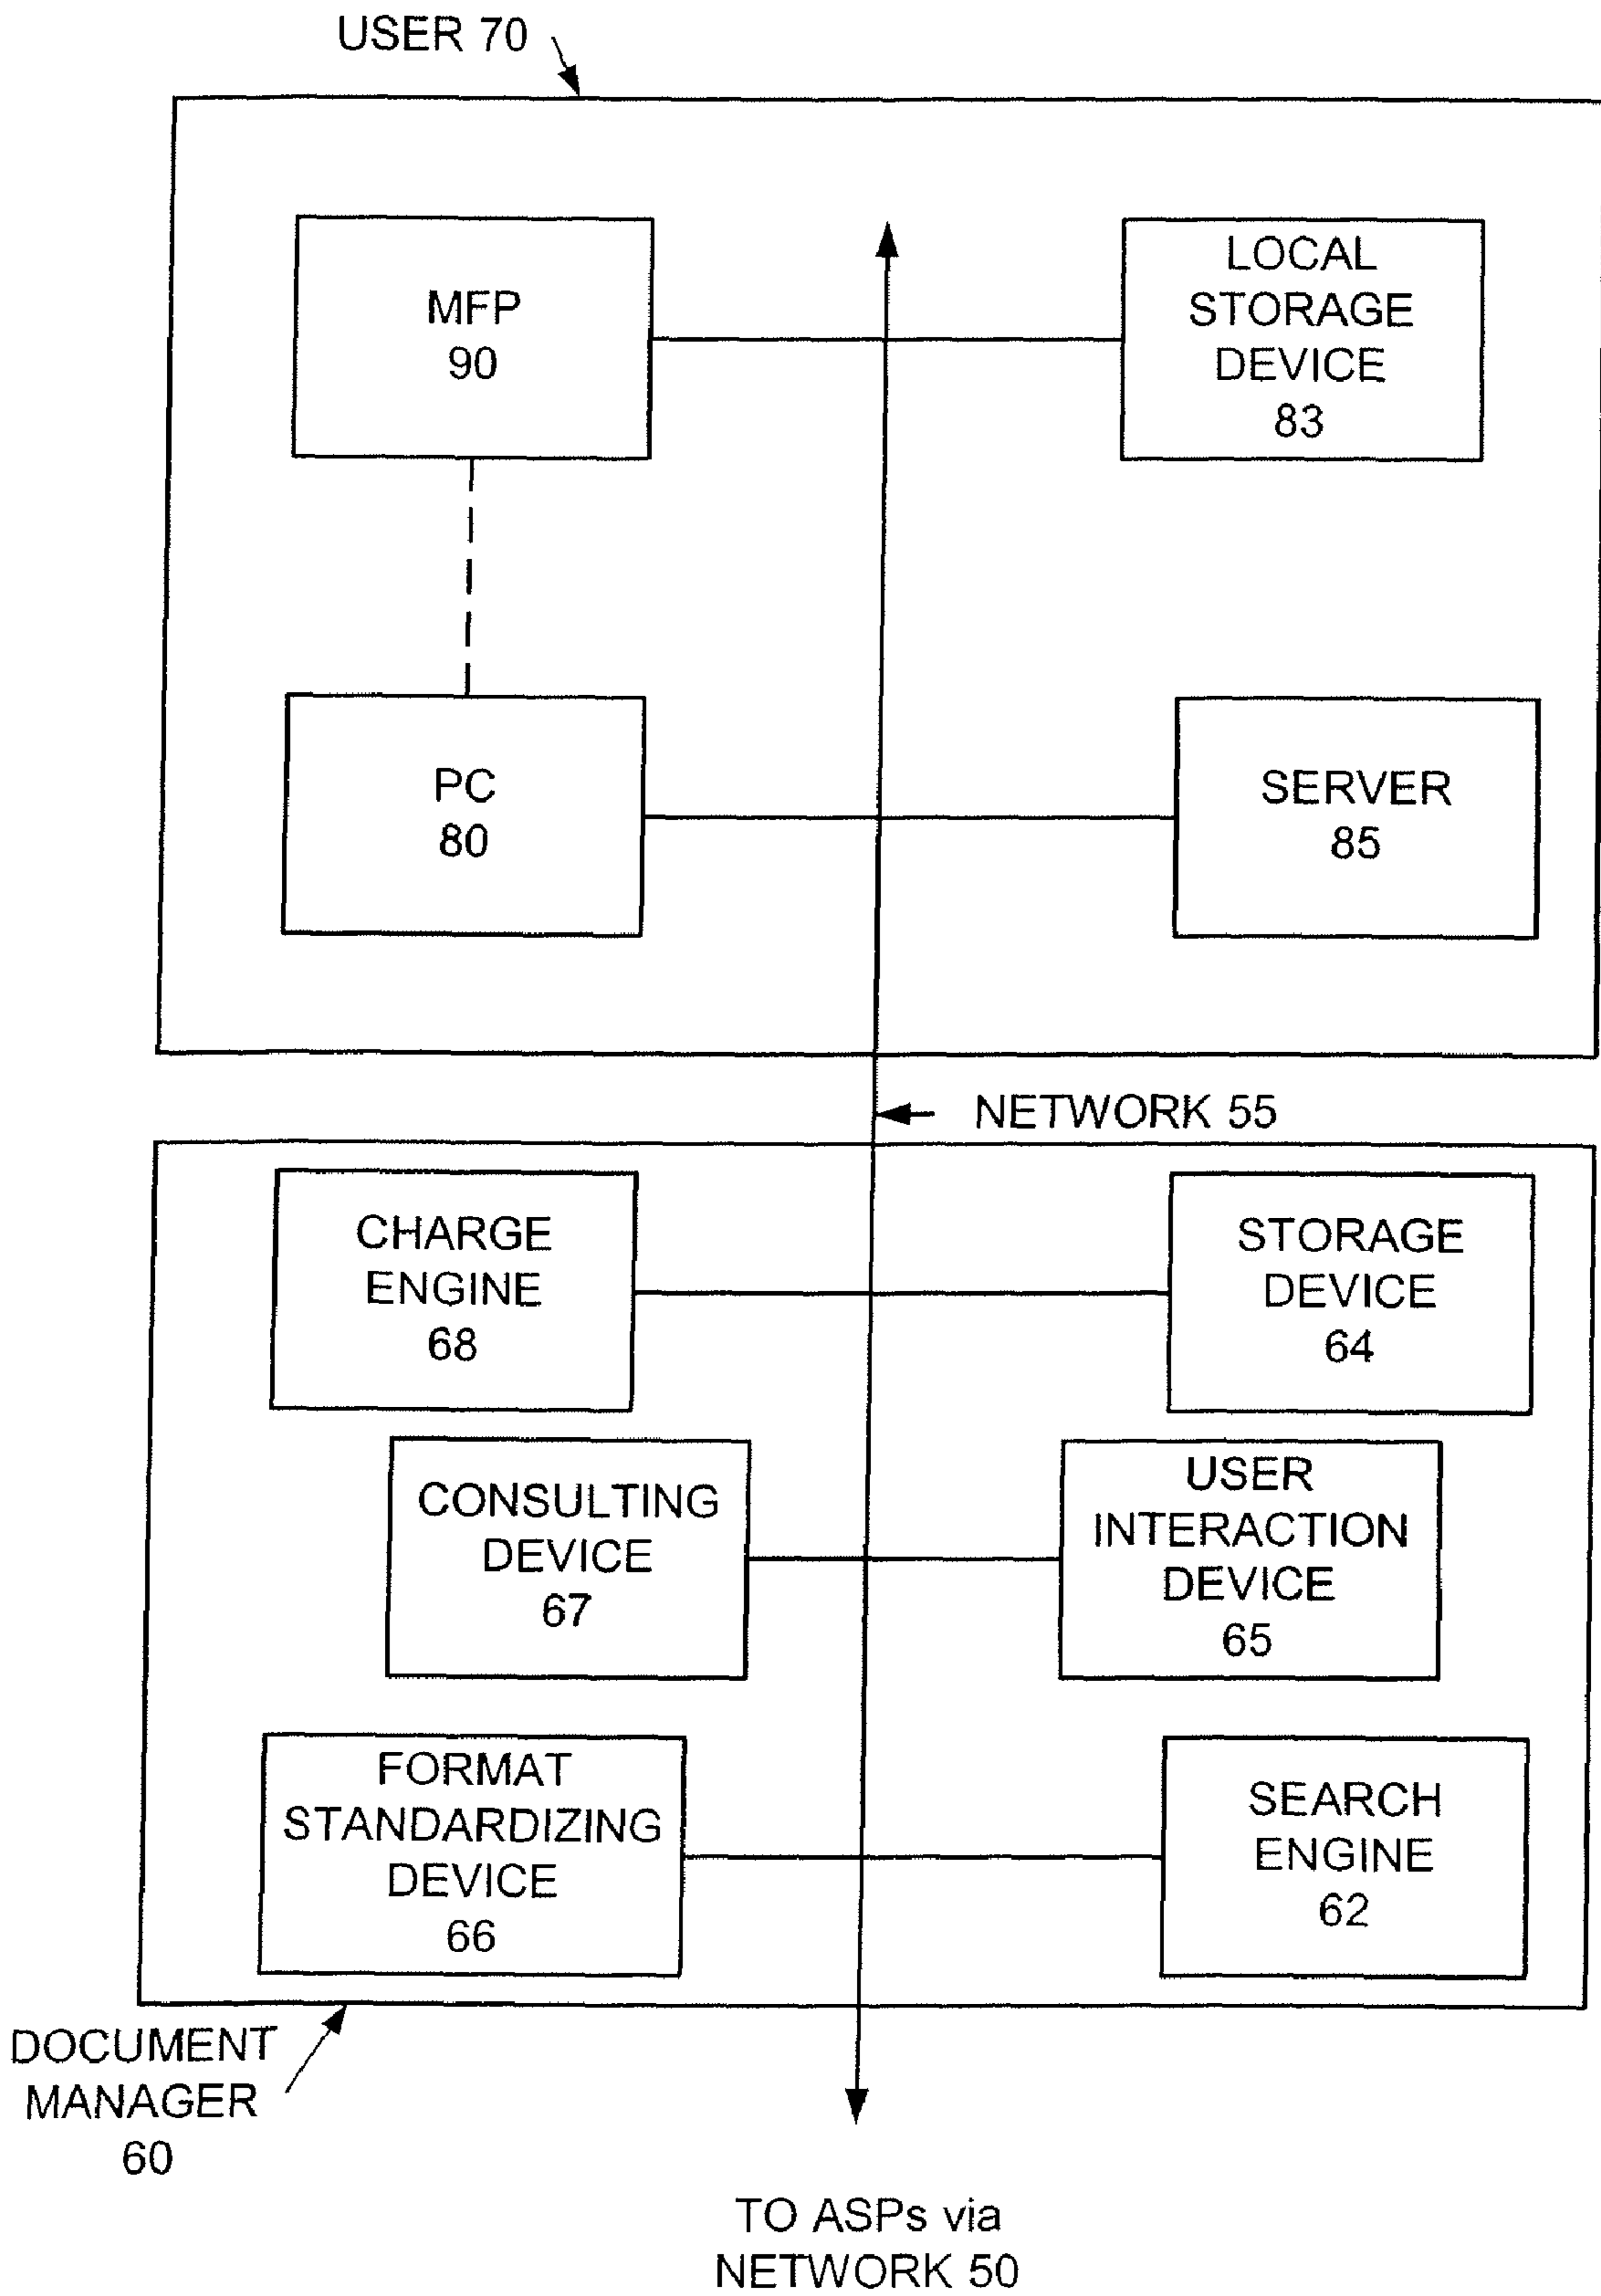 USER 70
MFP
90
LOCAL
STORAGE
DEVICE
83
PC
80
SERVER
85
NETWORK 55
CHARGE
ENGINE
68
STORAGE
DEVICE
64
CONSULTING
DEVICE
67
USER
INTERACTION
DEVICE
65
FORMAT
STANDARDIZING
DEVICE
66
SEARCH
ENGINE
62
DOCUMENT
MANAGER
60
TO ASPs via
NETWORK 50